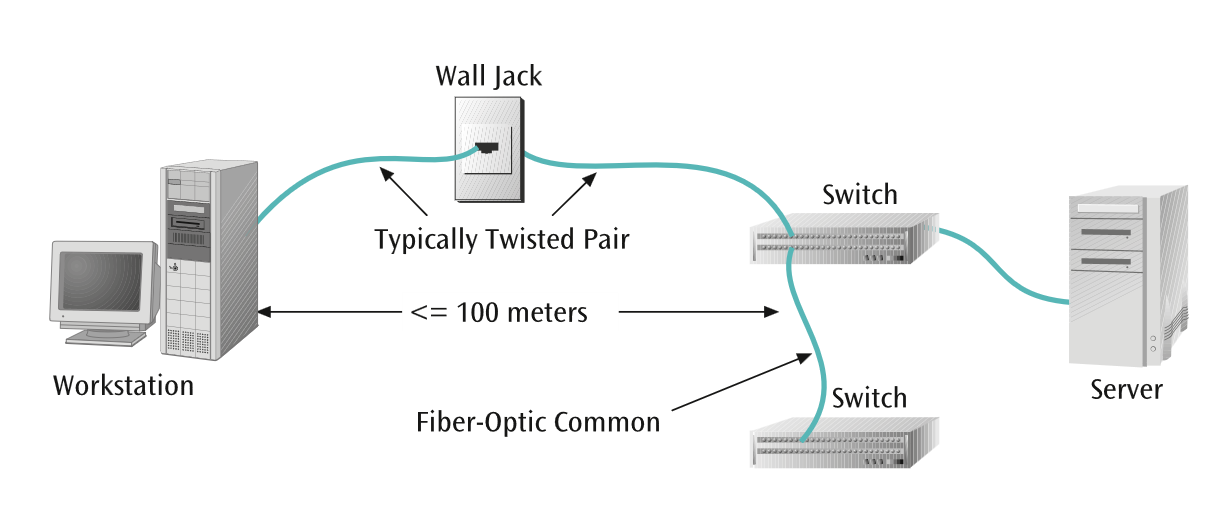 Wall Jack
Switch
Typically Twisted Pair
<= 100 meters
Workstation
Server
Switch
Fiber-Optic Common